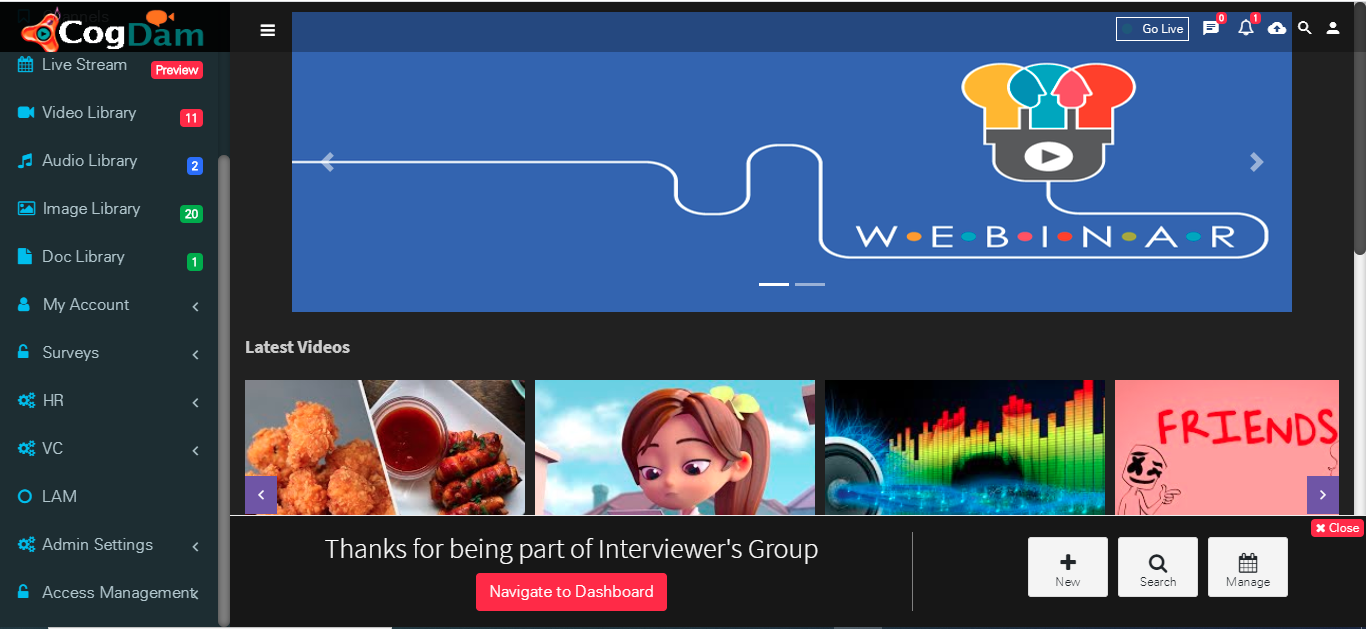 Channels
CogDam
Live Stream
Preview
Video Library
11
Audio Library
2
Image Library
20
Doc Library
1
My Account
Surveys
HR
VC
LAM
Admin Settings
Access Management
Go Live
0
1
W•E•B•I•N•A•R
Latest Videos
FRIENDS
Thanks for being part of Interviewer's Group
Navigate to Dashboard
Close
New
Search
Manage